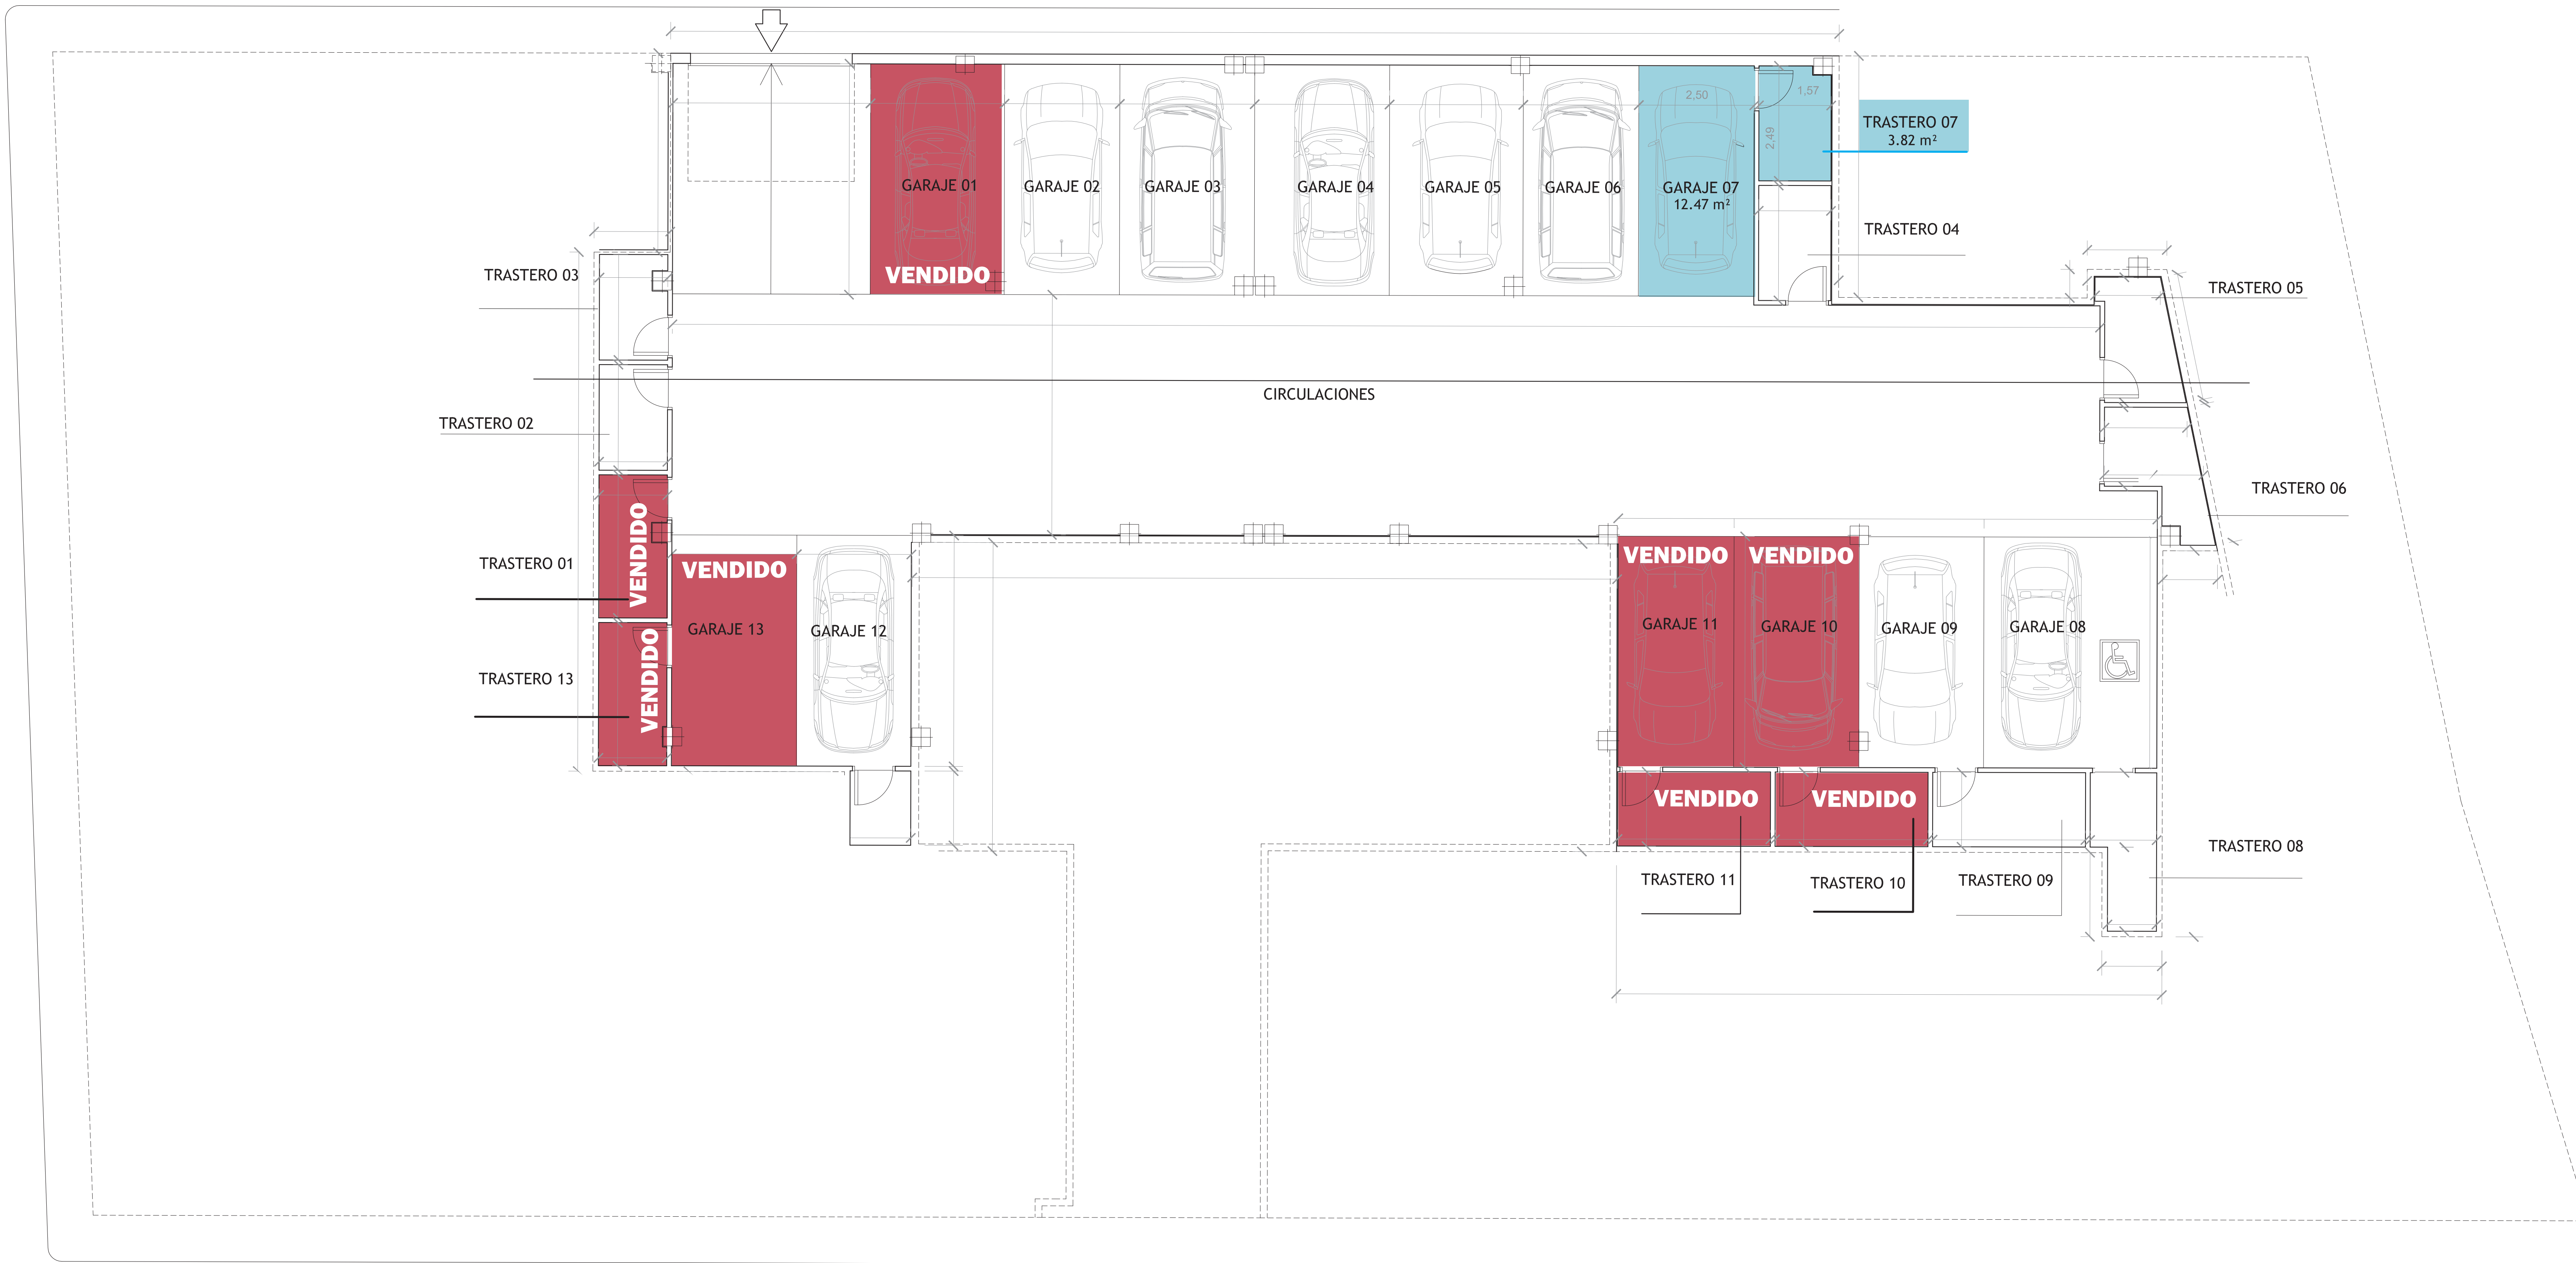 2,50
1,57
2,49
TRASTERO 07
3.82 m²
GARAJE 01
GARAJE 02
GARAJE 03
GARAJE 04
GARAJE 05
GARAJE 06
GARAJE 07
12.47 m²
VENDIDO
TRASTERO 04
TRASTERO 03
TRASTERO 05
CIRCULACIONES
TRASTERO 02
TRASTERO 06
TRASTERO 01
VENDIDO
VENDIDO
GARAJE 13
GARAJE 12
VENDIDO
VENDIDO
GARAJE 11
GARAJE 10
GARAJE 09
GARAJE 08
TRASTERO 13
VENDIDO
VENDIDO
VENDIDO
TRASTERO 08
TRASTERO 11
TRASTERO 10
TRASTERO 09